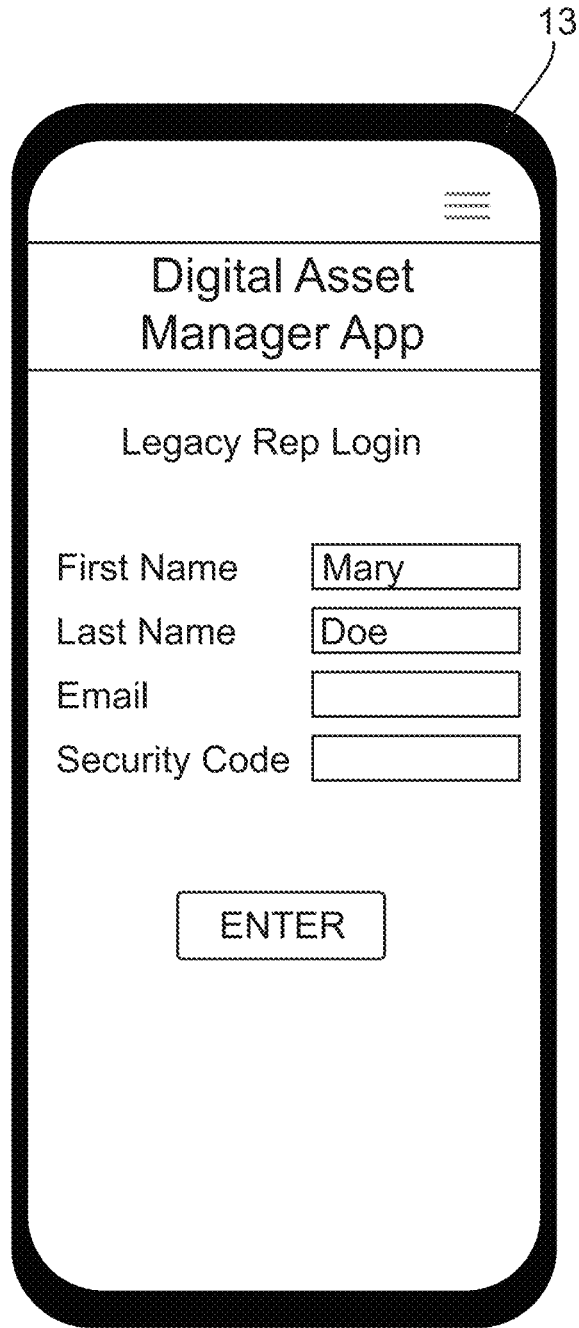 13
Digital Asset
Manager App
Legacy Rep Login
First Name Mary
Last Name Doe
Email
Security Code
ENTER